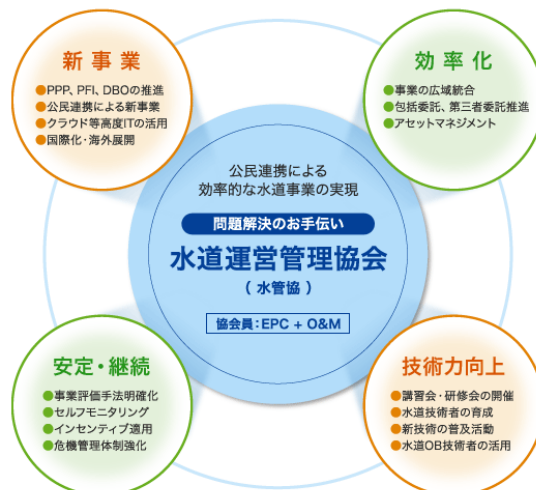 新事業
●PPP、PFI、DBOの推進
●公民連携による新事業
●クラウド等高度ITの活用
●国際化・海外展開
効率化
●事業の広域統合
●包括委託、第三者委託推進
●アセットマネジメント
公民連携による
効率的な水道事業の実現
問題解決のお手伝い
水道運営管理協会
( 水管協 )
協会員:EPC + O&M
安定・継続
●事業評価手法明確化
●セルフモニタリング
●インセンティブ適用
●危機管理体制強化
技術力向上
●講習会・研修会の開催
●水道技術者の育成
●新技術の普及活動
●水道OB技術者の活用